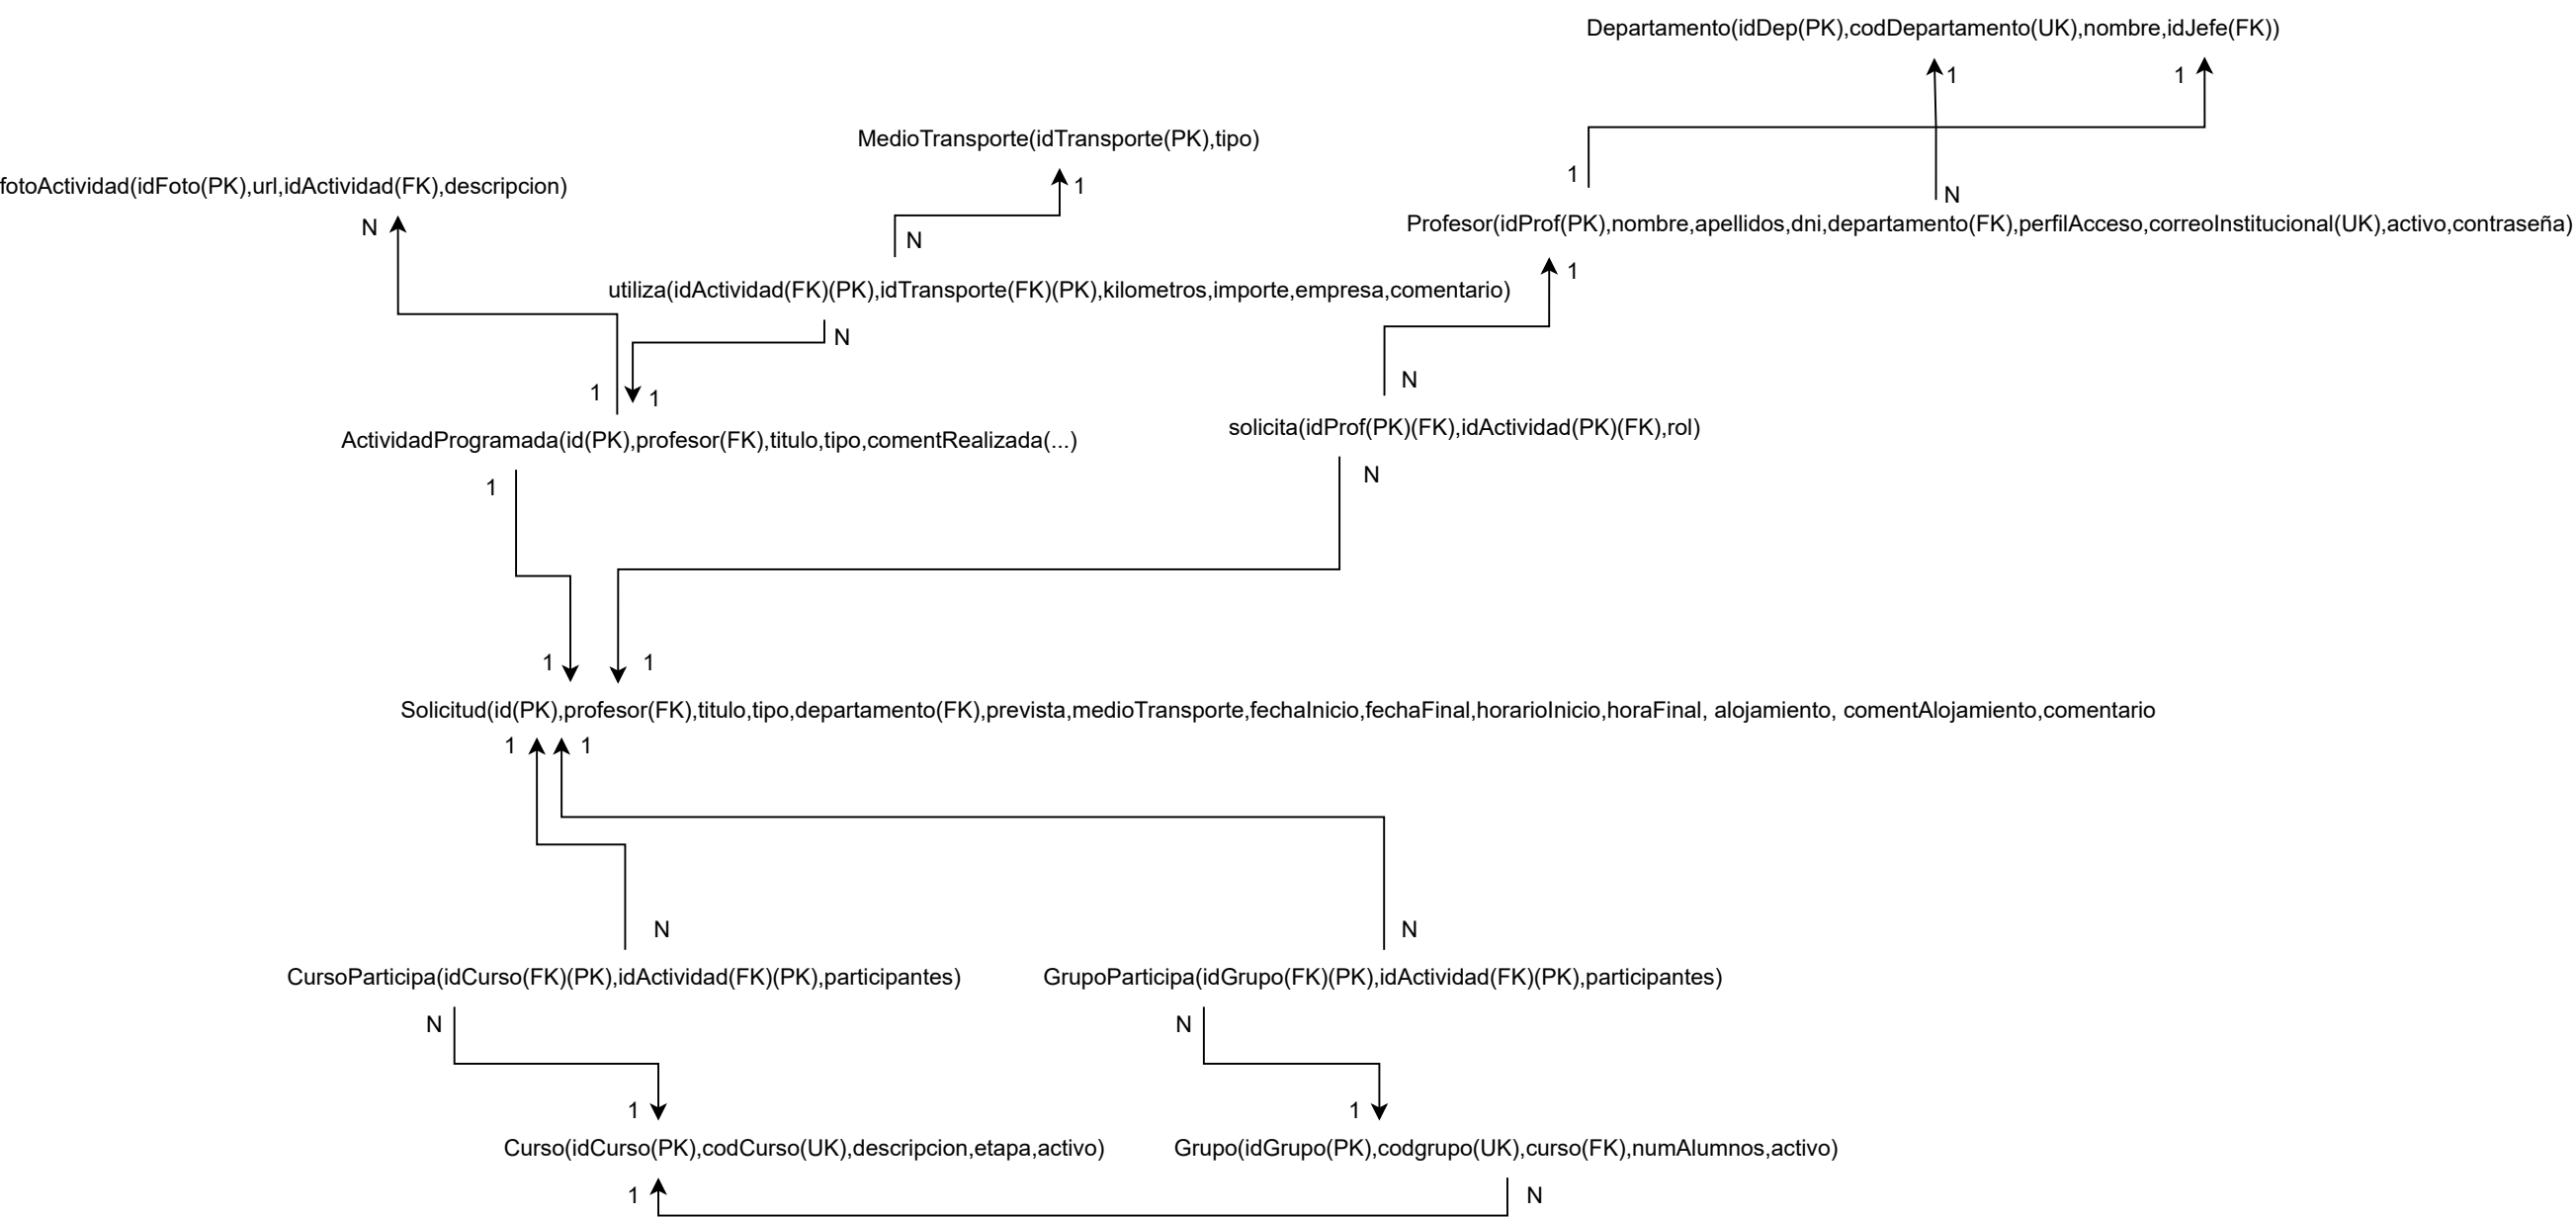 Departamento(idDep(PK),codDepartamento(UK),nombre,idJefe(FK))
1
1
MedioTransporte(idTransporte(PK),tipo)
1
fotoActividad(idFoto(PK),url,idActividad(FK),descripcion)
1
N
N
Profesor(idProf(PK),nombre,apellidos,dni,departamento(FK),perfilAcceso,correoInstitucional(UK),activo,contraseña)
N
1
utiliza(idActividad(FK)(PK),idTransporte(FK)(PK),kilometros,importe,empresa,comentario)
N
N
1
1
solicita(idProf(PK)(FK),idActividad(PK)(FK),rol)
ActividadProgramada(id(PK),profesor(FK),titulo,tipo,comentRealizada(...)
N
1
1
1
Solicitud(id(PK),profesor(FK),titulo,tipo,departamento(FK),prevista,medioTransporte,fechaInicio,fechaFinal,horarioInicio,horaFinal, alojamiento, comentAlojamiento,comentario
1
1
N
N
CursoParticipa(idCurso(FK)(PK),idActividad(FK)(PK),participantes)
GrupoParticipa(idGrupo(FK)(PK),idActividad(FK)(PK),participantes)
N
N
1
1
Curso(idCurso(PK),codCurso(UK),descripcion,etapa,activo)
Grupo(idGrupo(PK),codgrupo(UK),curso(FK),numAlumnos,activo)
1
N